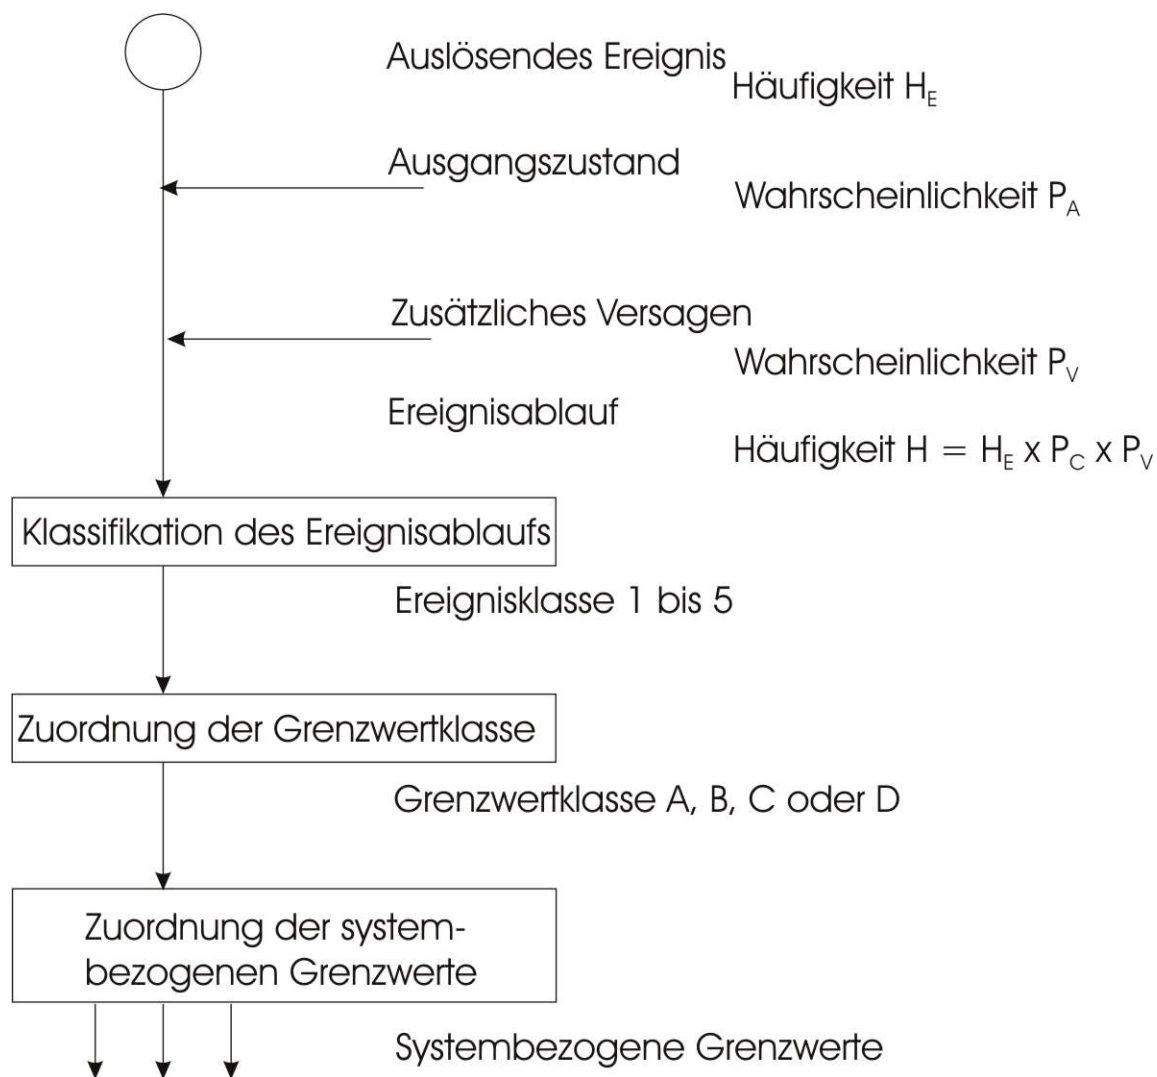 Auslösendes Ereignis
Häufigkeit H_E
Ausgangszustand
Wahrscheinlichkeit P_A
Zusätzliches Versagen
Wahrscheinlichkeit P_V
Ereignisablauf
Häufigkeit H = H_E x P_C x P_V
Klassifikation des Ereignisablaufs
Ereignisklasse 1 bis 5
Zuordnung der Grenzwertklasse
Grenzwertklasse A, B, C oder D
Zuordnung der system-
bezogenen Grenzwerte
Systembezogene Grenzwerte